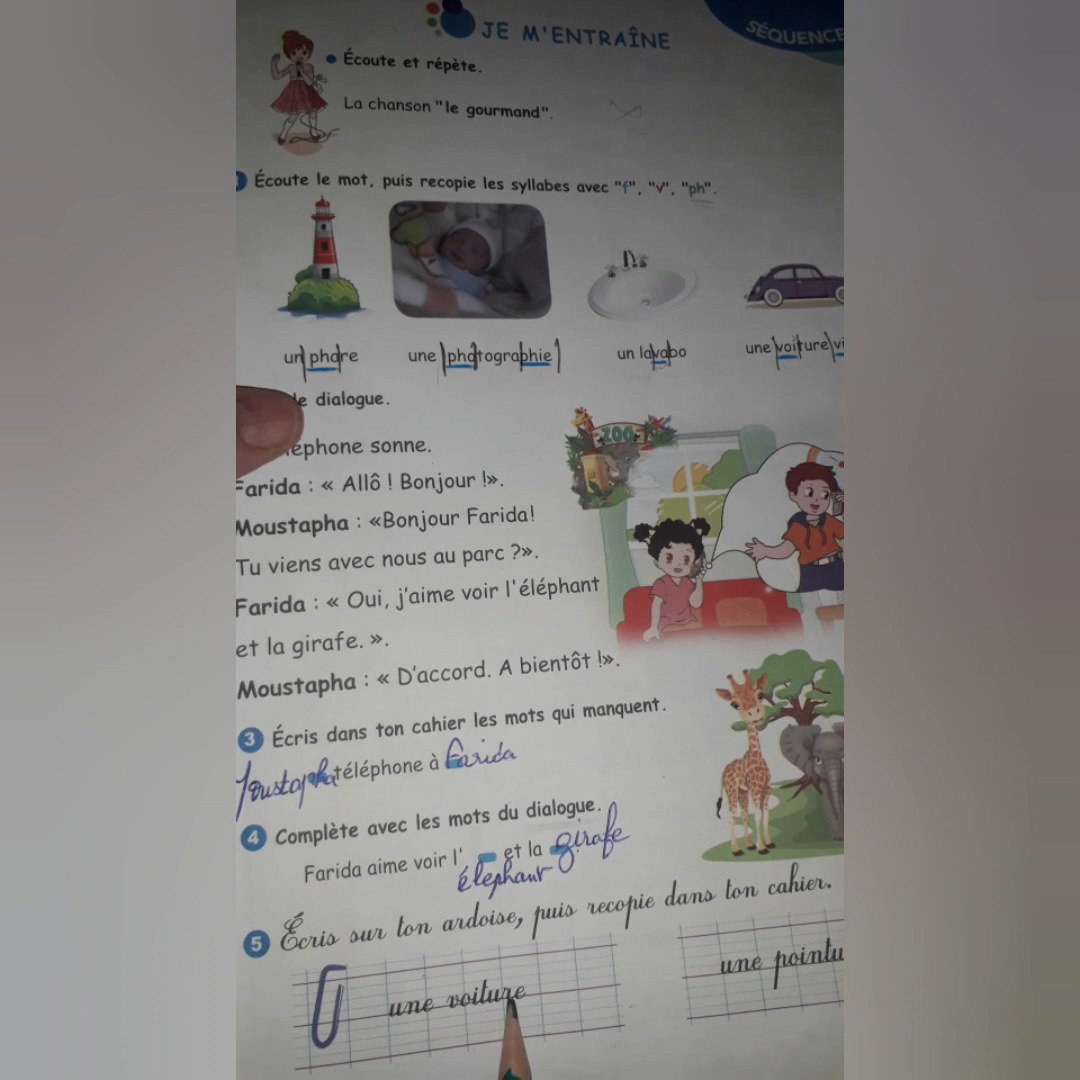 JE M'ENTRAÎNE
SÉQUENCE
• Écoute et répète.
La chanson "le gourmand".
Écoute le mot, puis recopie les syllabes avec "f", "v", "ph".
un phare
une photographie
un lavabo
une voiture
le dialogue.
sonne.
ZOO
Farida : « Allô ! Bonjour !».
Moustapha : «Bonjour Farida!
Tu viens avec nous au parc ?».
Farida : « Oui, j'aime voir l'éléphant
et la girafe. ».
Moustapha : « D'accord. A bientôt !».
3 Écris dans ton cahier les mots qui manquent.
Moustapha téléphone à Farida
4 Complète avec les mots du dialogue.
Farida aime voir l' et la girafe
élephant
5 Écris sur ton ardoise, puis recopie dans ton cahier.
une voiture
une